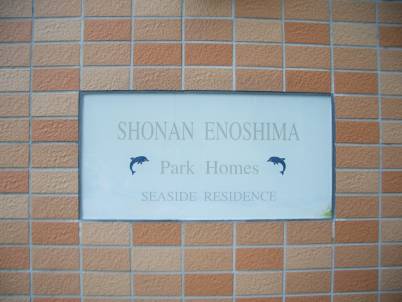 SHONAN ENOSHIMA
Park Homes
SEASIDE RESIDENCE